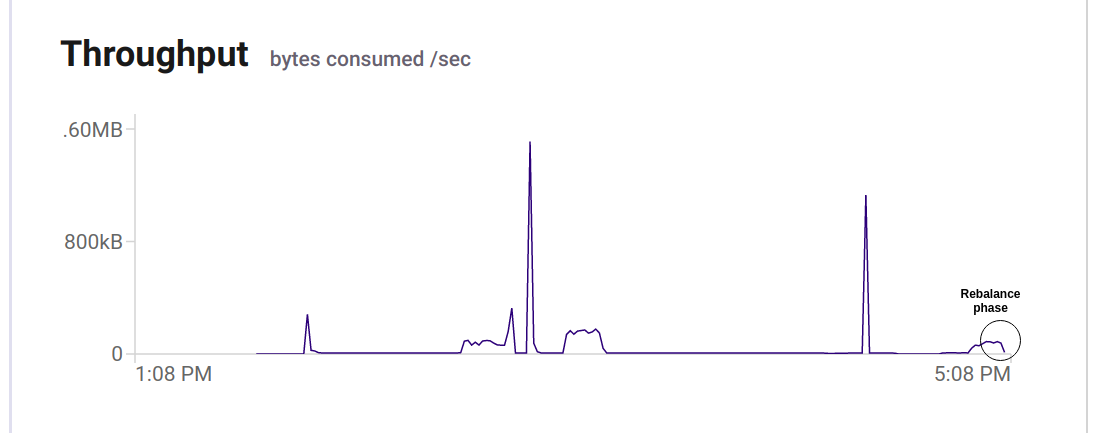 Throughput bytes consumed /sec
.60MB
800kB
Rebalance
phase
0
1:08 PM 5:08 PM